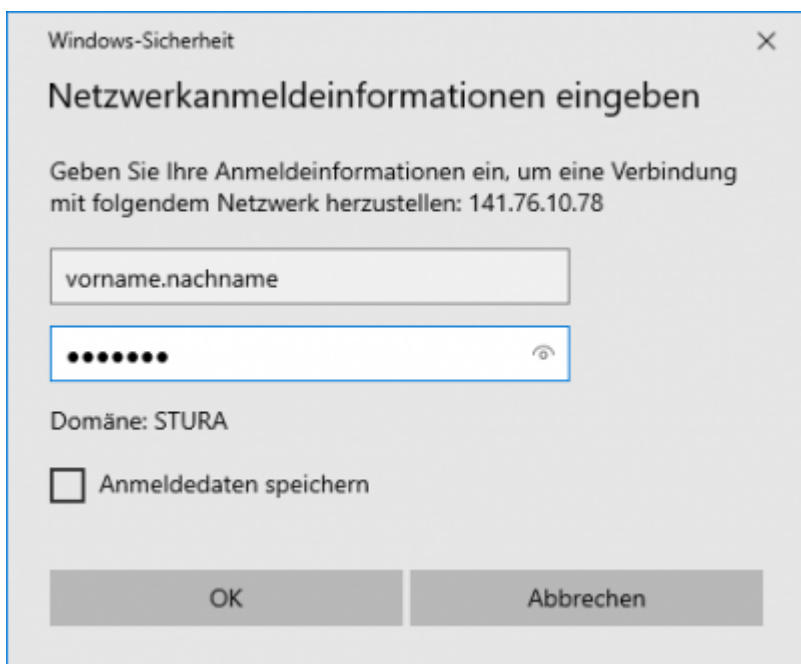 Windows-Sicherheit
Netzwerkanmeldeinformationen eingeben
Geben Sie Ihre Anmeldeinformationen ein, um eine Verbindung
mit folgendem Netzwerk herzustellen: 141.76.10.78
vorname.nachname
●●●●●●●
Domäne: STURA
Anmeldedaten speichern
OK
Abbrechen